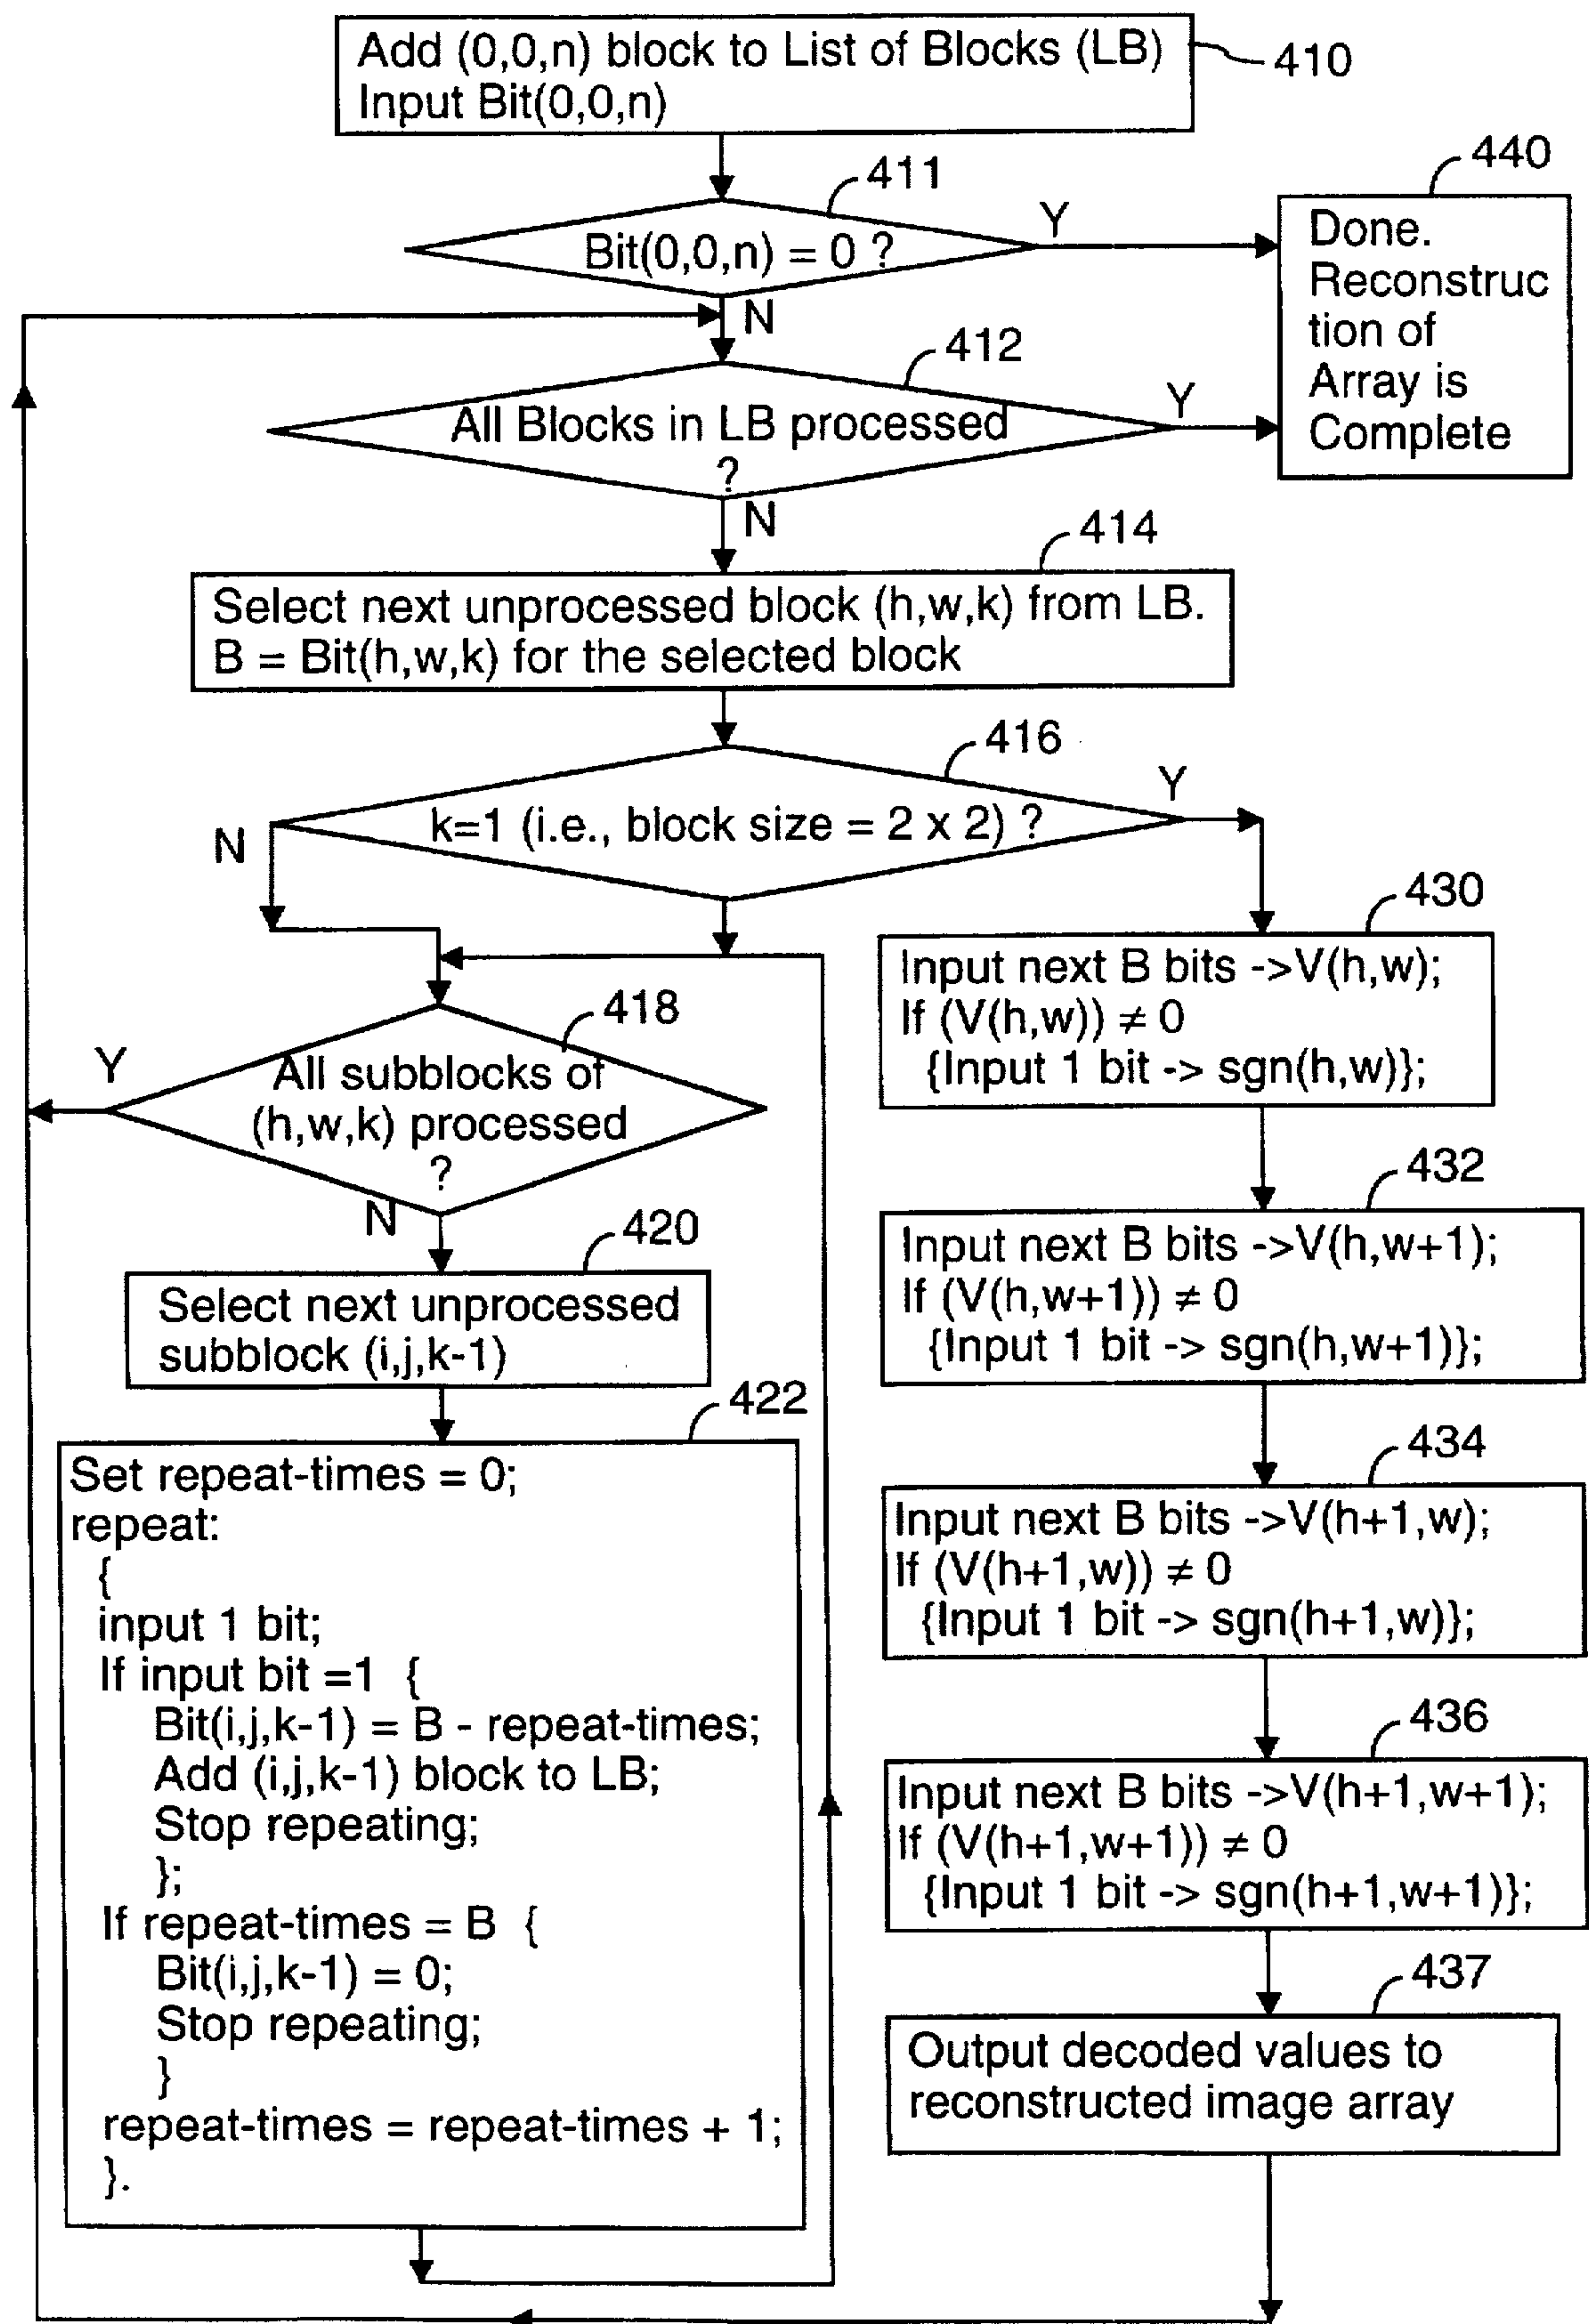 Add (0,0,n) block to List of Blocks (LB)
Input Bit(0,0,n)
410
411
Bit(0,0,n) = 0 ?
Y
N
440
Done.
Reconstruc
tion of
Array is
Complete
412
All Blocks in LB processed
?
Y
N
414
Select next unprocessed block (h,w,k) from LB.
B = Bit(h,w,k) for the selected block
416
k=1 (i.e., block size = 2 x 2) ?
Y
N
418
All subblocks of
(h,w,k) processed
?
Y
N
420
Select next unprocessed
subblock (i,j,k-1)
422
Set repeat-times = 0;
repeat:
{
input 1 bit;
If input bit =1 {
Bit(i,j,k-1) = B - repeat-times;
Add (i,j,k-1) block to LB;
Stop repeating;
};
If repeat-times = B {
Bit(i,j,k-1) = 0;
Stop repeating;
}
repeat-times = repeat-times + 1;
}.
430
Input next B bits ->V(h,w);
If (V(h,w)) ≠ 0
{Input 1 bit -> sgn(h,w)};
432
Input next B bits ->V(h,w+1);
If (V(h,w+1)) ≠ 0
{Input 1 bit -> sgn(h,w+1)};
434
Input next B bits ->V(h+1,w);
If (V(h+1,w)) ≠ 0
{Input 1 bit -> sgn(h+1,w)};
436
Input next B bits ->V(h+1,w+1);
If (V(h+1,w+1)) ≠ 0
{Input 1 bit -> sgn(h+1,w+1)};
437
Output decoded values to
reconstructed image array